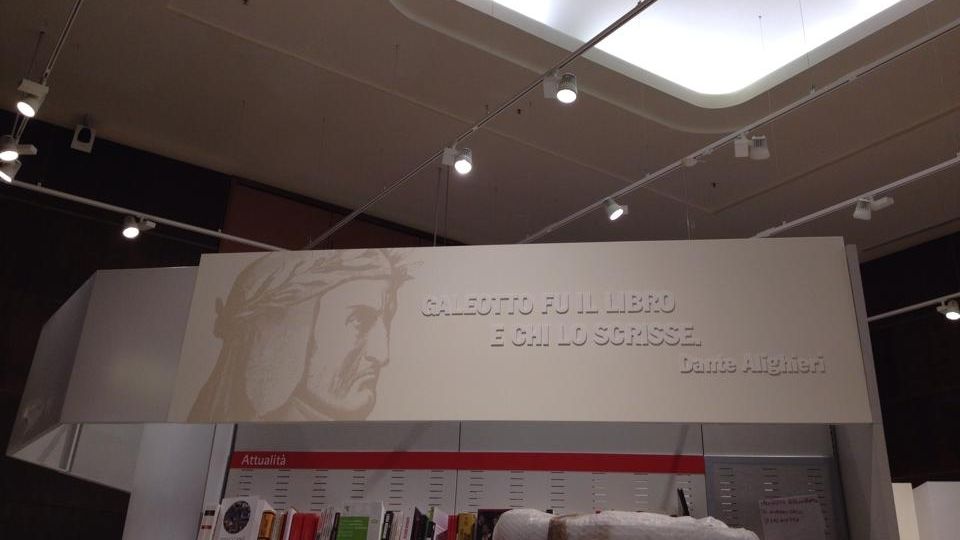 GALEOTTO FU IL LIBRO
E CHI LO SCRISSE.
Dante Alighieri
Attualità